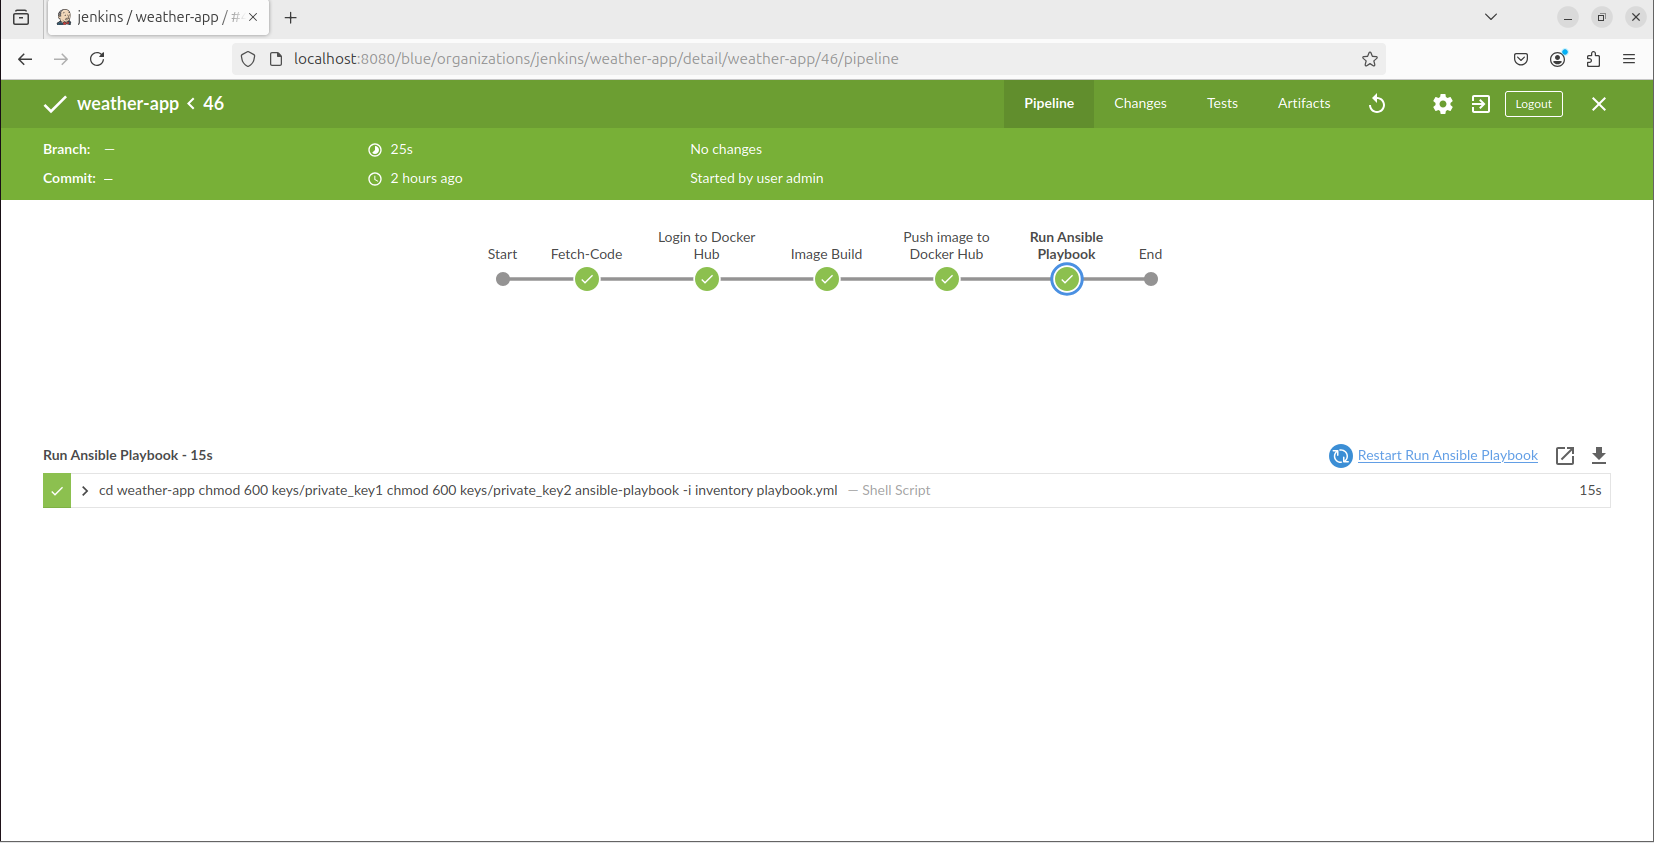 jenkins / weather-app / #
localhost:8080/blue/organizations/jenkins/weather-app/detail/weather-app/46/pipeline
weather-app < 46
Pipeline
Changes
Tests
Artifacts
Logout
Branch: —
25s
No changes
Commit: —
2 hours ago
Started by user admin
Start
Fetch-Code
Login to Docker
Hub
Image Build
Push image to
Docker Hub
Run Ansible
Playbook
End
Run Ansible Playbook - 15s
Restart Run Ansible Playbook
cd weather-app chmod 600 keys/private_key1 chmod 600 keys/private_key2 ansible-playbook -i inventory playbook.yml — Shell Script
15s